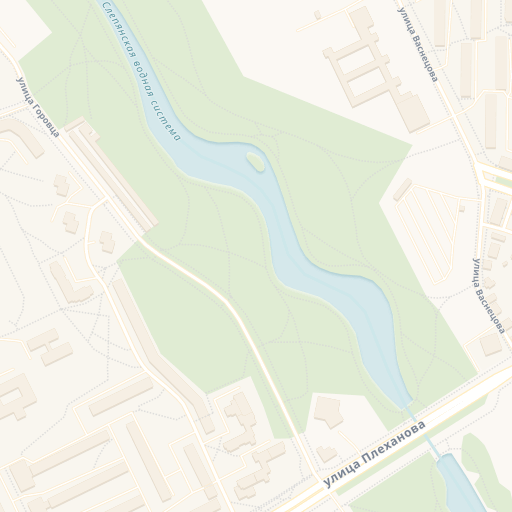 Слепянская водная система
улица Васнецова
улица Горовца
улица Васнецова
улица Плеханова